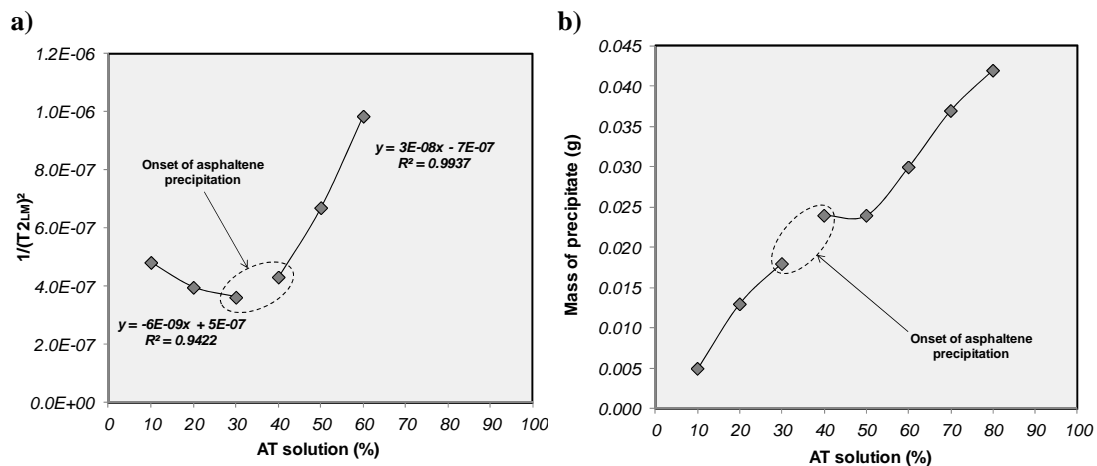 a)
1.2E-06
1.0E-06
8.0E-07
6.0E-07
4.0E-07
2.0E-07
0.0E+00
1/(T2LM)²
Onset of asphaltene
precipitation
y = 3E-08x - 7E-07
R² = 0.9937
y = -6E-09x + 5E-07
R² = 0.9422
0 10 20 30 40 50 60 70 80 90 100
AT solution (%)
b)
0.045
0.040
0.035
0.030
0.025
0.020
0.015
0.010
0.005
0.000
Mass of precipitate (g)
Onset of asphaltene
precipitation
0 10 20 30 40 50 60 70 80 90 100
AT solution (%)